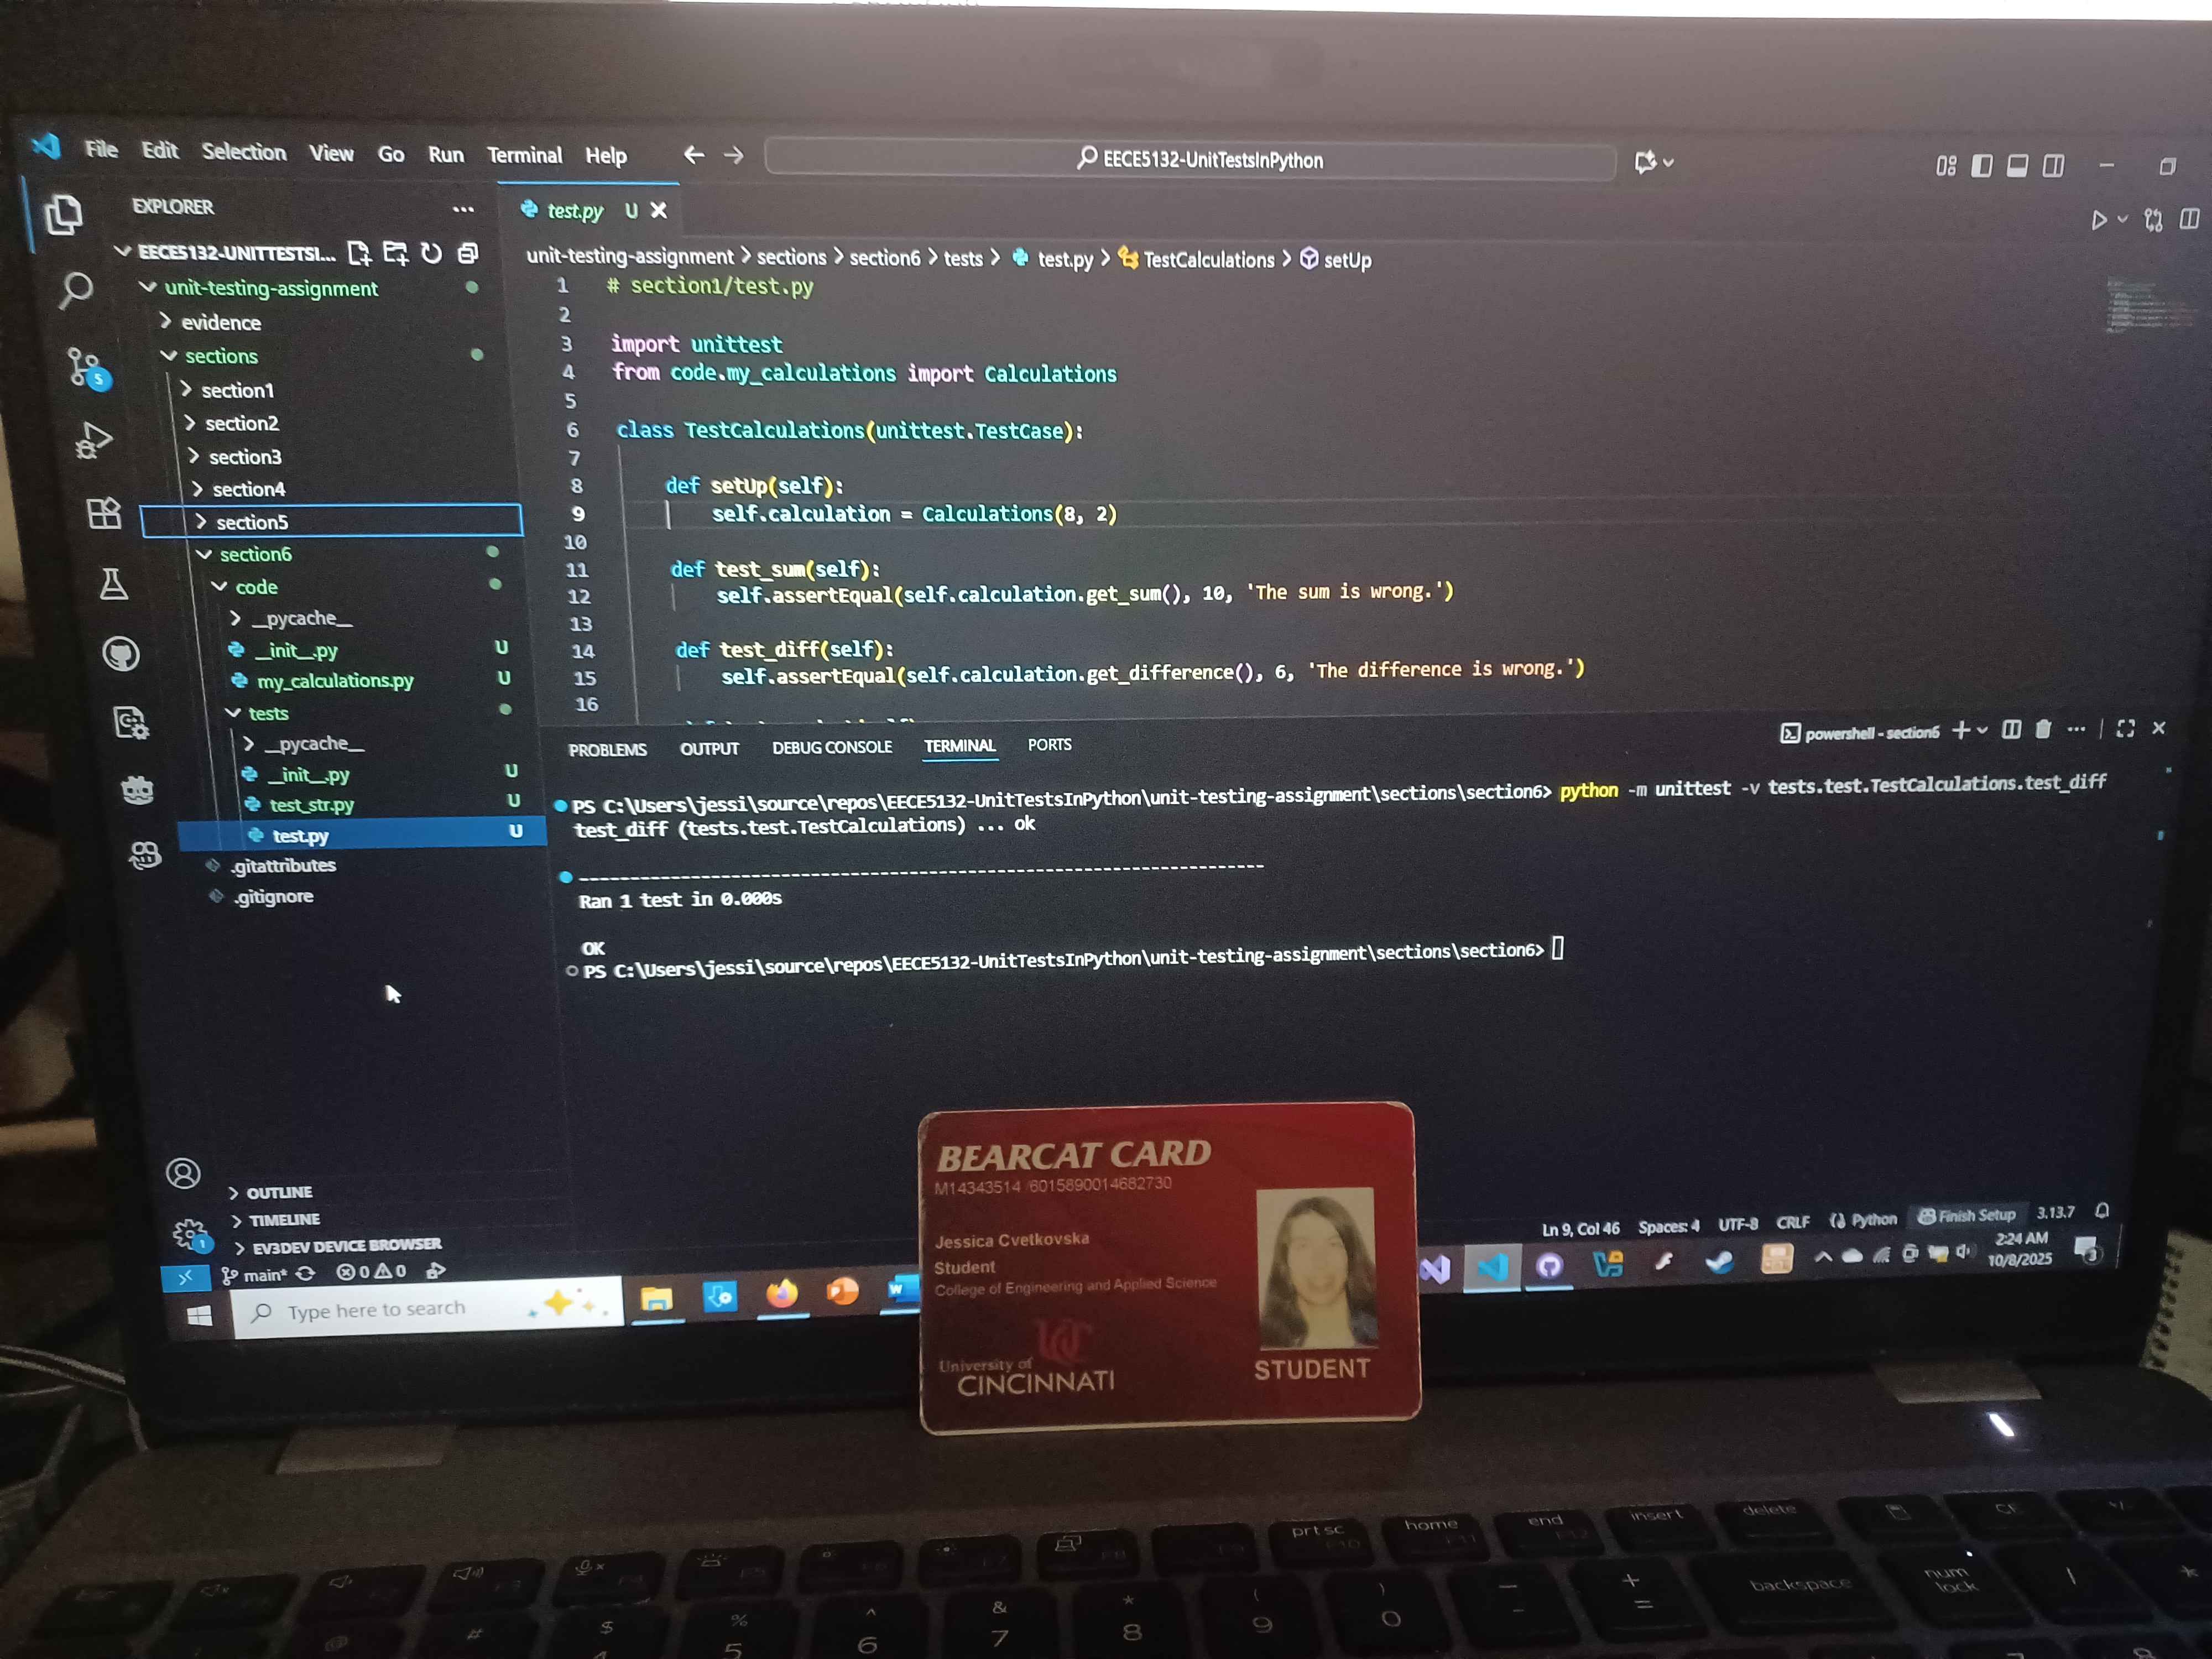 File Edit Selection View Go Run Terminal Help
EECE5132-UnitTestsInPython
EXPLORER
EECE5132-UNITTESTSI...
unit-testing-assignment
evidence
sections
section1
section2
section3
section4
section5
section6
code
__pycache__
__init__.py U
my_calculations.py U
tests
__pycache__
__init__.py U
test_str.py U
test.py U
.gitattributes
.gitignore
OUTLINE
TIMELINE
EV3DEV DEVICE BROWSER
5
1
test.py U
unit-testing-assignment > sections > section6 > tests > test.py > TestCalculations > setUp
1 # section1/test.py
2
3 import unittest
4 from code.my_calculations import Calculations
5
6 class TestCalculations(unittest.TestCase):
7
8 def setUp(self):
9 self.calculation = Calculations(8, 2)
10
11 def test_sum(self):
12 self.assertEqual(self.calculation.get_sum(), 10, 'The sum is wrong.')
13
14 def test_diff(self):
15 self.assertEqual(self.calculation.get_difference(), 6, 'The difference is wrong.')
16
PROBLEMS OUTPUT DEBUG CONSOLE TERMINAL PORTS
powershell - section6
PS C:\Users\jessi\source\repos\EECE5132-UnitTestsInPython\unit-testing-assignment\sections\section6> python -m unittest -v tests.test.TestCalculations.test_diff
test_diff (tests.test.TestCalculations) ... ok
----------------------------------------------------------------------
Ran 1 test in 0.000s
OK
PS C:\Users\jessi\source\repos\EECE5132-UnitTestsInPython\unit-testing-assignment\sections\section6>
main* 0 0
Ln 9, Col 46 Spaces: 4 UTF-8 CRLF Python Finish Setup 3.13.7
Type here to search
2:24 AM
10/8/2025
3
BEARCAT CARD
M14343514 6015890014682730
Jessica Cvetkovska
Student
College of Engineering and Applied Science
UC
University of
CINCINNATI
STUDENT
prt sc home end insert delete
backspace
num
lock
# $ % ^ & * ( ) - + =
5 6 7 8 9 0